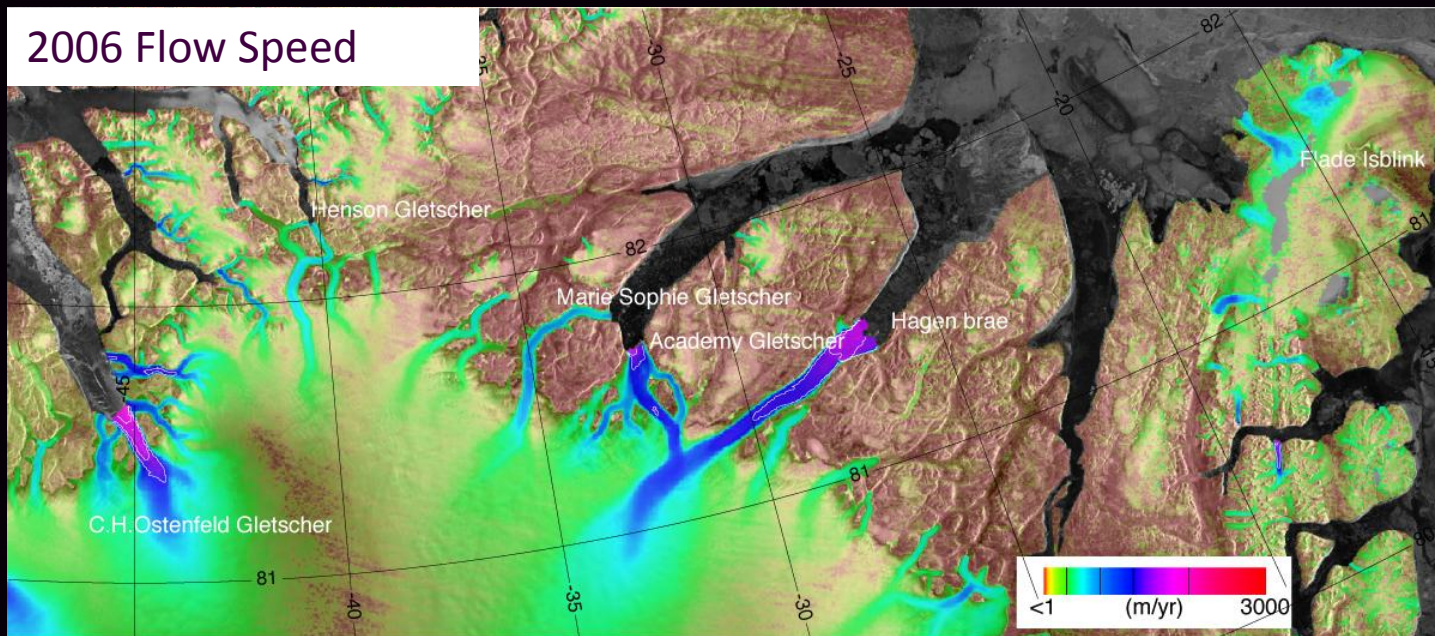 2006 Flow Speed
-30
-25
82
-20
Flade Isblink
Henson Gletscher
81
82
Marie Sophie Gletscher
Hagen brae
Academy Gletscher
-45
81
C.H.Ostenfeld Gletscher
80
81
-40
-35
-30
<1 (m/yr) 3000